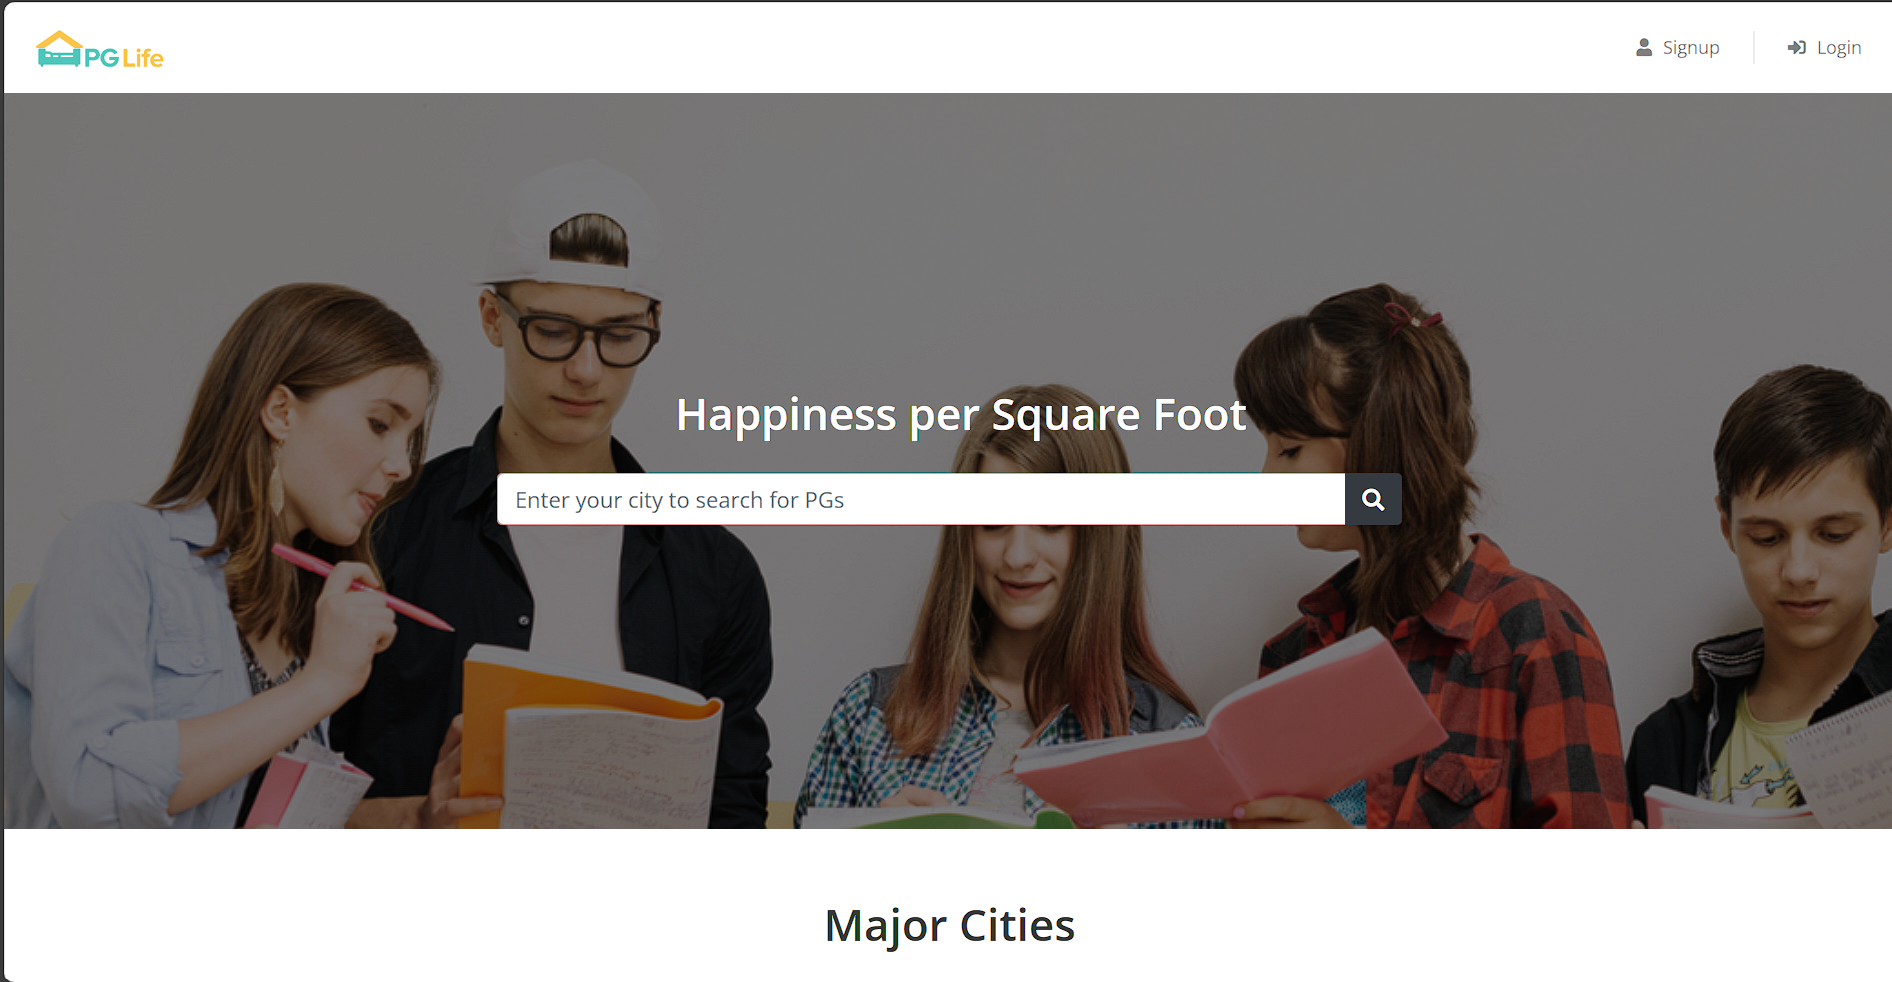 PG Life
Signup
Login
Happiness per Square Foot
Enter your city to search for PGs
Major Cities